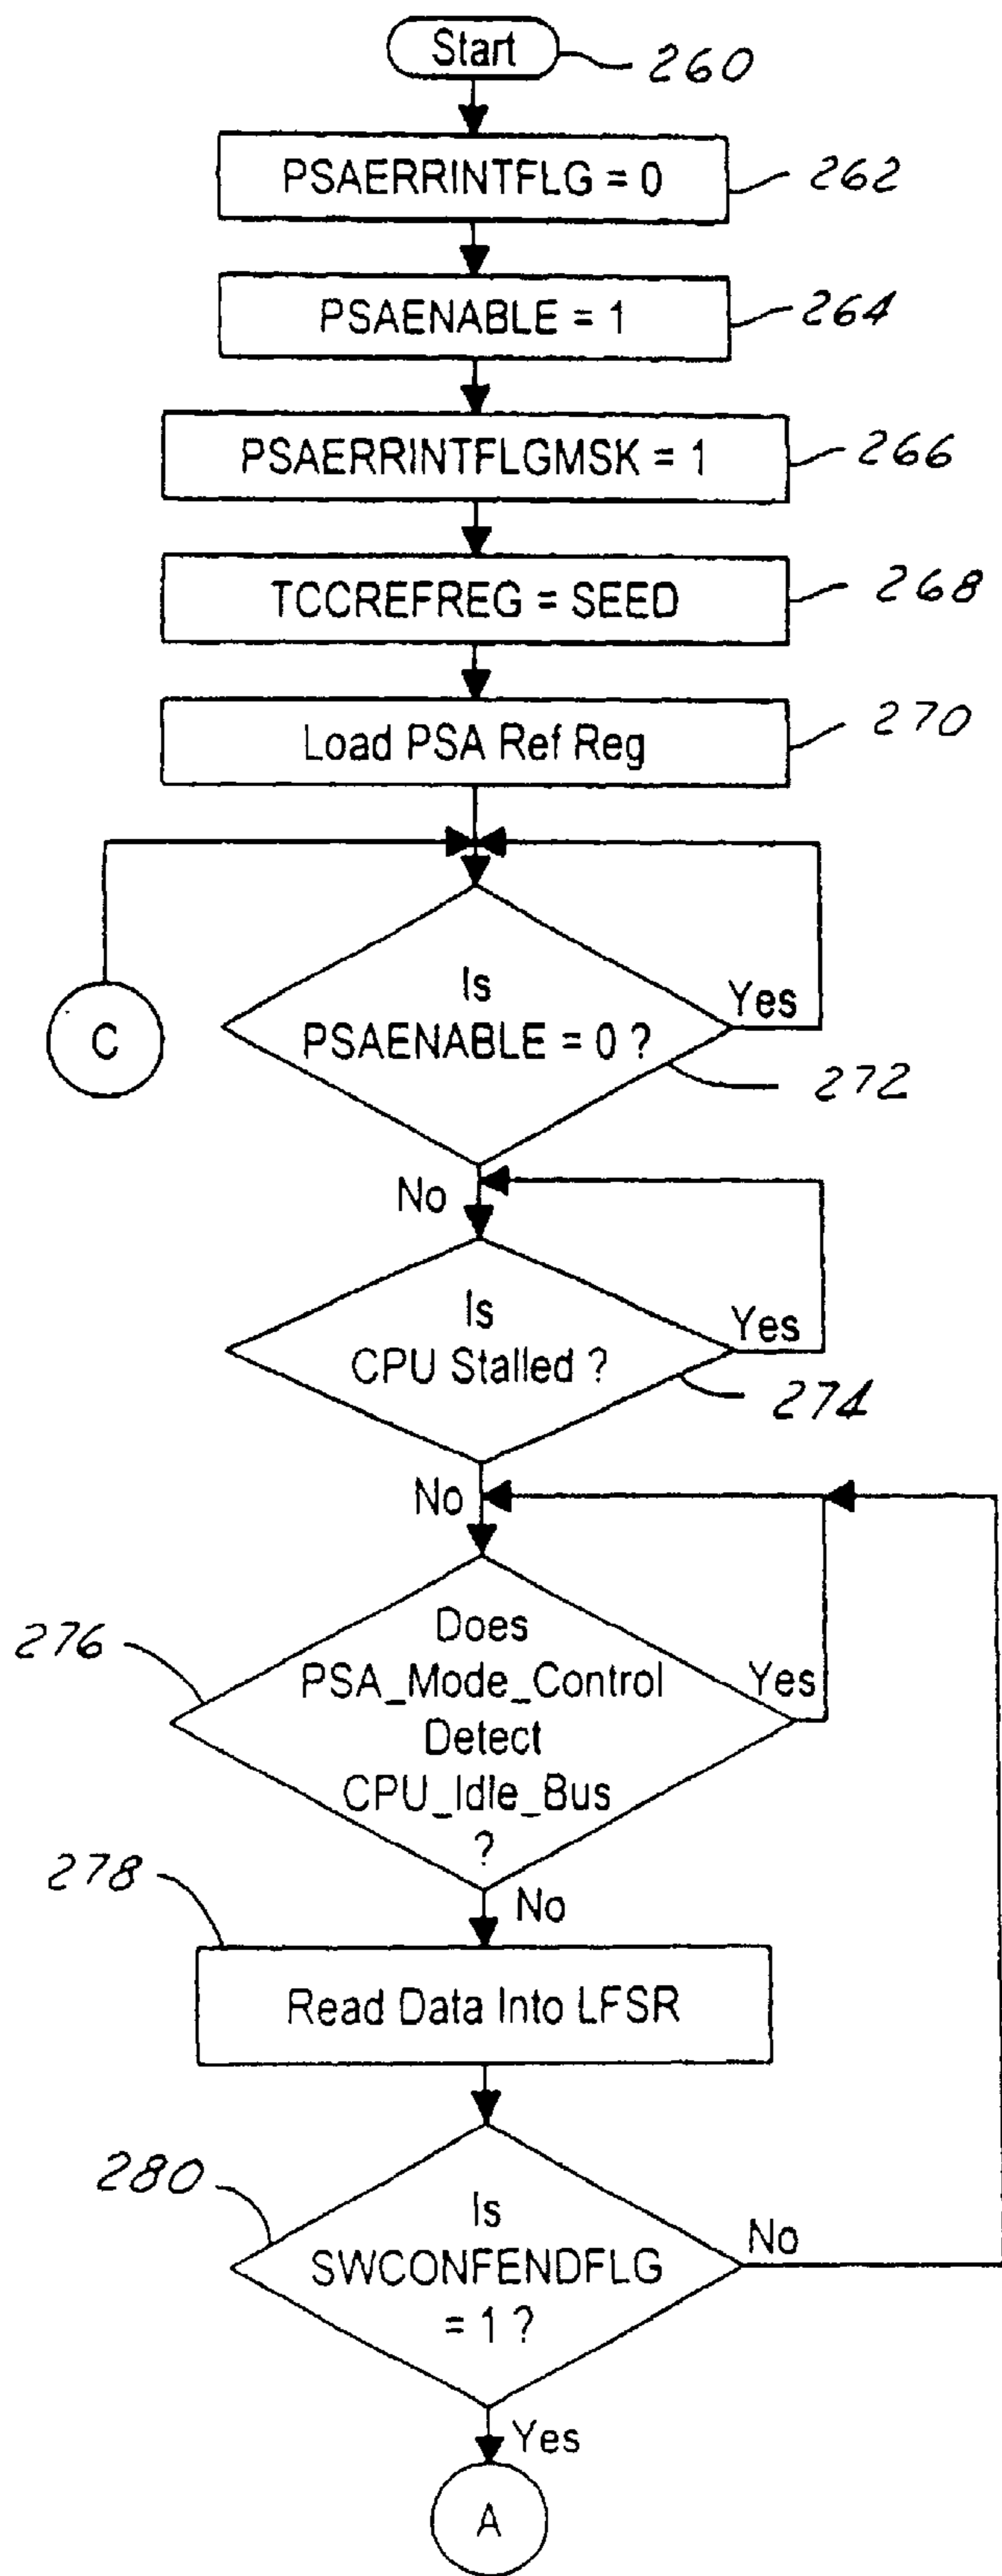 Start
260
PSAERRINTFLG = 0
262
PSAENABLE = 1
264
PSAERRINTFLGMSK = 1
266
TCCREFREG = SEED
268
Load PSA Ref Reg
270
C
Is
PSAENABLE = 0 ?
Yes
272
No
Is
CPU Stalled ?
Yes
274
No
276
Does
PSA_Mode_Control
Detect
CPU_Idle_Bus
?
Yes
278
No
Read Data Into LFSR
280
Is
SWCONFENDFLG
= 1 ?
No
Yes
A